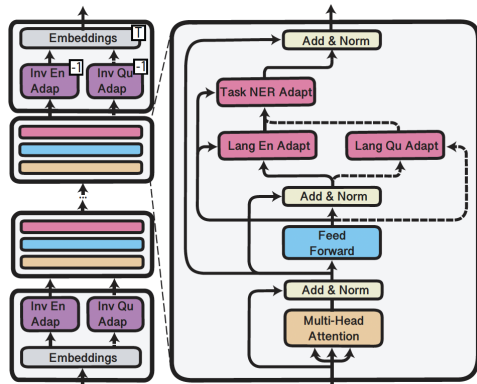 Embeddings
T
Inv En
Adap
-1
Inv Qu
Adap
-1
...
Inv En
Adap
Inv Qu
Adap
Embeddings
Add & Norm
Task NER Adapt
Lang En Adapt
Lang Qu Adapt
Add & Norm
Feed
Forward
Add & Norm
Multi-Head
Attention